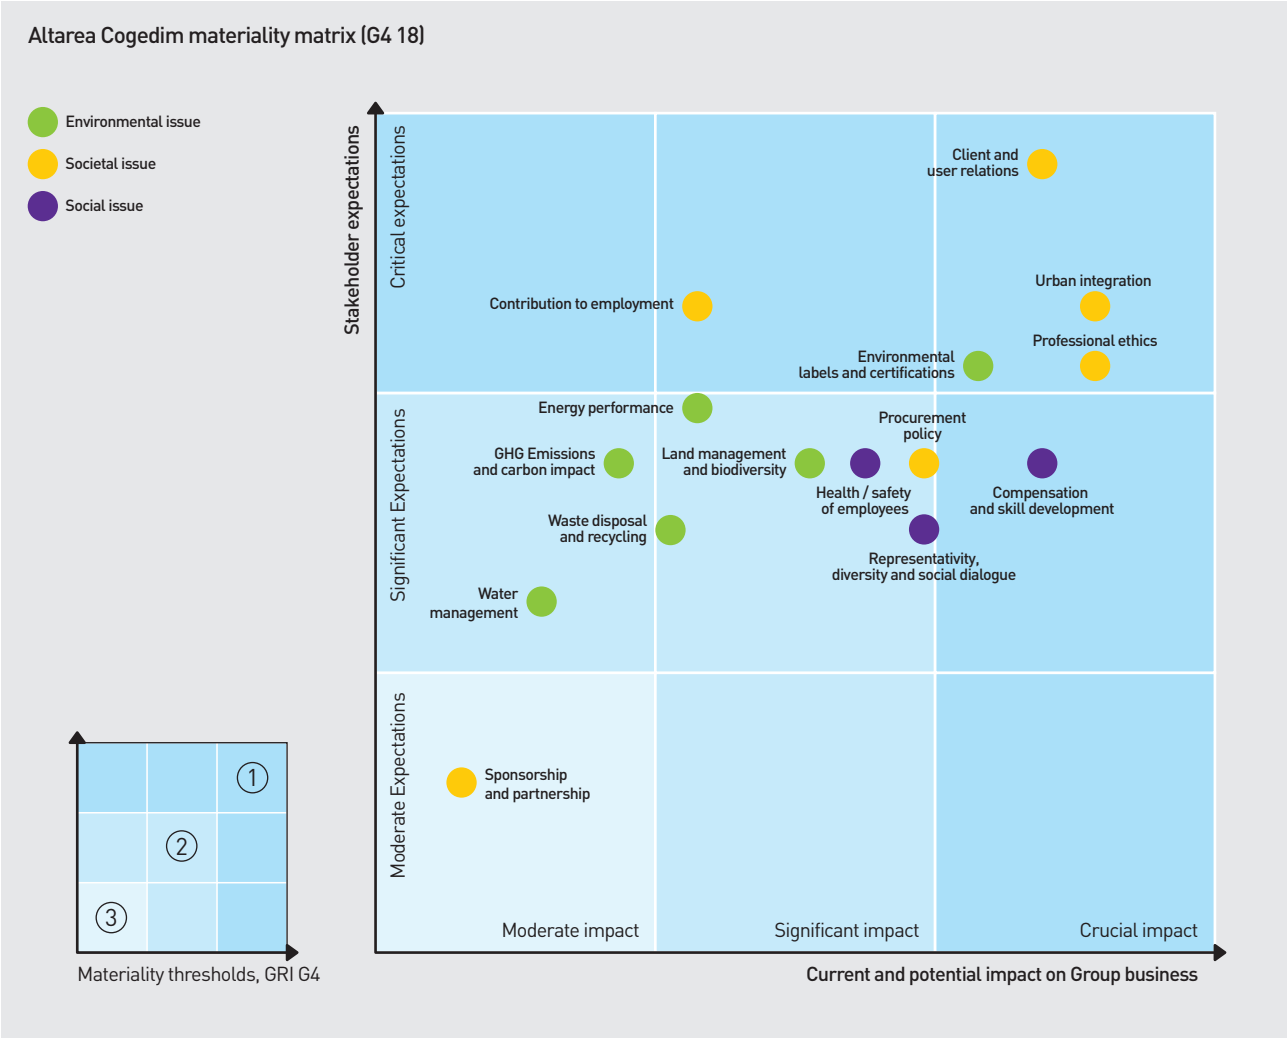 Altarea Cogedim materiality matrix (G4 18)
Environmental issue
Societal issue
Social issue
Stakeholder expectations
Critical expectations
Significant Expectations
Moderate Expectations
Client and
user relations
Urban integration
Contribution to employment
Professional ethics
Environmental
labels and certifications
Energy performance
Procurement
policy
GHG Emissions
and carbon impact
Land management
and biodiversity
Health / safety
of employees
Compensation
and skill development
Waste disposal
and recycling
Representativity,
diversity and social dialogue
Water
management
Sponsorship
and partnership
Moderate impact
Significant impact
Crucial impact
Current and potential impact on Group business
1
2
3
Materiality thresholds, GRI G4